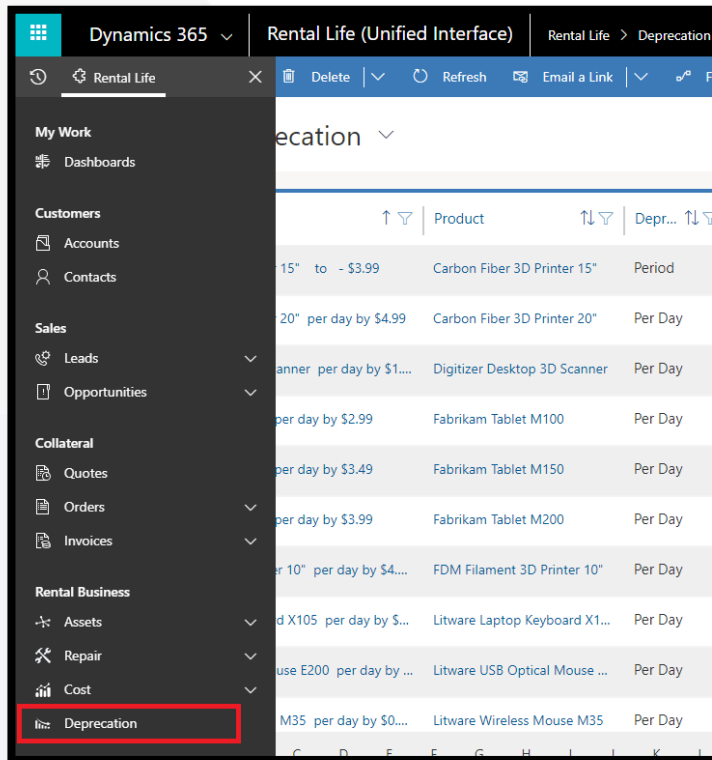 Dynamics 365 Rental Life (Unified Interface) Rental Life > Deprecation
Rental Life Delete Refresh Email a Link F
My Work
Dashboards
Customers
Accounts
Contacts
Sales
Leads
Opportunities
Collateral
Quotes
Orders
Invoices
Rental Business
Assets
Repair
Cost
Deprecation
ecation
Product Depr...
15" to - $3.99 Carbon Fiber 3D Printer 15" Period
20" per day by $4.99 Carbon Fiber 3D Printer 20" Per Day
anner per day by $1.... Digitizer Desktop 3D Scanner Per Day
per day by $2.99 Fabrikam Tablet M100 Per Day
per day by $3.49 Fabrikam Tablet M150 Per Day
per day by $3.99 Fabrikam Tablet M200 Per Day
er 10" per day by $4.... FDM Filament 3D Printer 10" Per Day
d X105 per day by $... Litware Laptop Keyboard X1... Per Day
use E200 per day by ... Litware USB Optical Mouse ... Per Day
M35 per day by $0.... Litware Wireless Mouse M35 Per Day
C D E F G H I J K